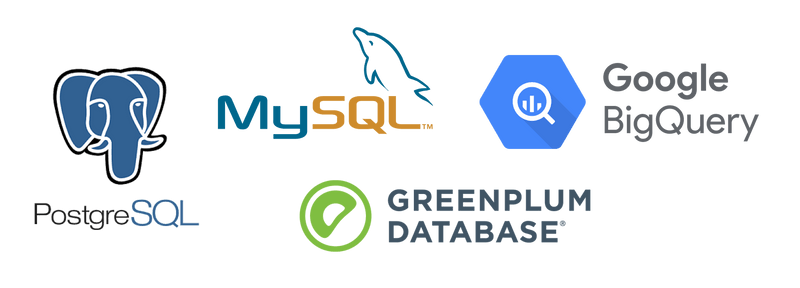 PostgreSQL
MySQL™
Google
BigQuery
GREENPLUM
DATABASE®